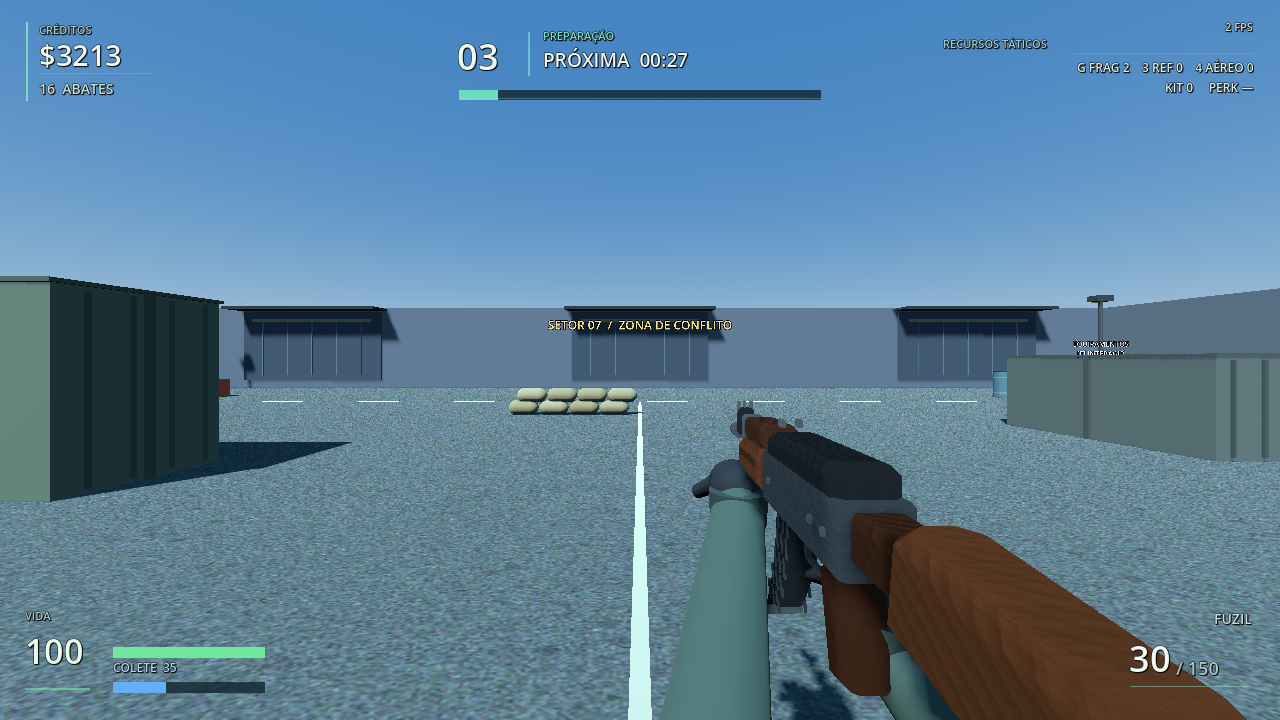 CRÉDITOS
$3213
16 ABATES
03
PREPARAÇÃO
PRÓXIMA 00:27
2 FPS
RECURSOS TÁTICOS
G FRAG 2 3 REF 0 4 AÉREO 0
KIT 0 PERK —
SETOR 07 / ZONA DE CONFLITO
VIDA
100
COLETE 35
FUZIL
30 / 150